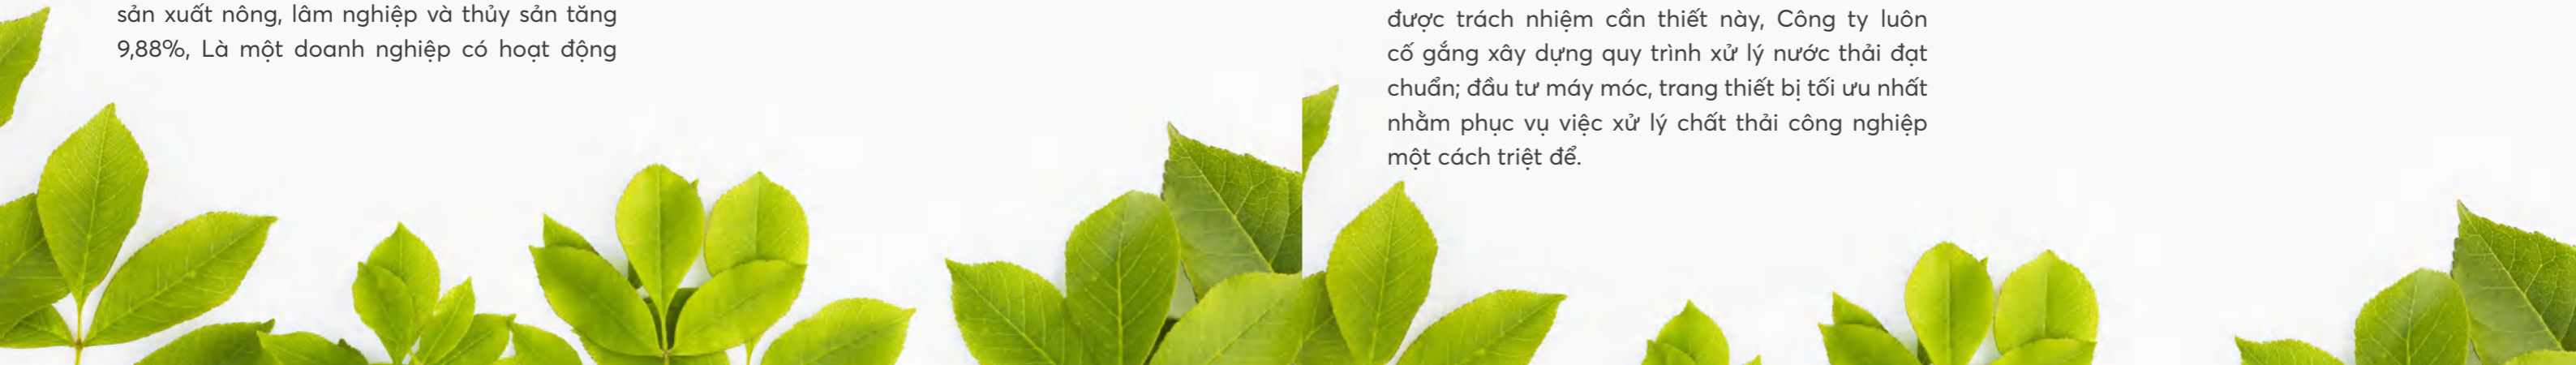 sản xuất nông, lâm nghiệp và thủy sản tăng
9,88%, Là một doanh nghiệp có hoạt động
được trách nhiệm cần thiết này, Công ty luôn
cố gắng xây dựng quy trình xử lý nước thải đạt
chuẩn; đầu tư máy móc, trang thiết bị tối ưu nhất
nhằm phục vụ việc xử lý chất thải công nghiệp
một cách triệt để.